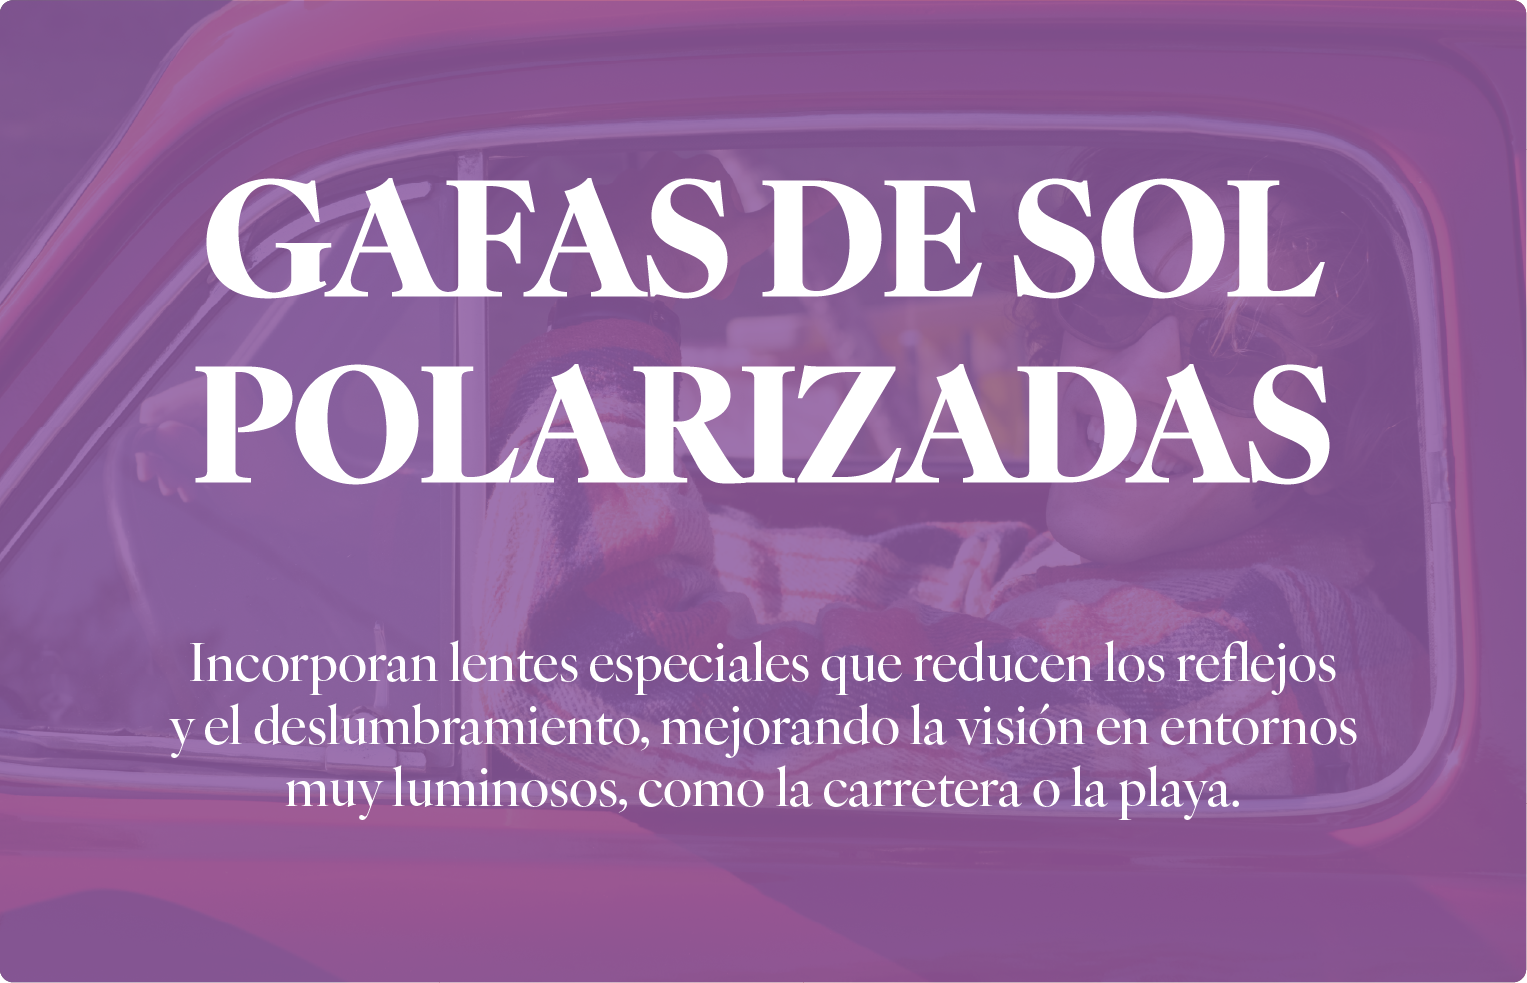 GAFAS DE SOL
POLARIZADAS
Incorporan lentes especiales que reducen los reflejos
y el deslumbramiento, mejorando la visión en entornos
muy luminosos, como la carretera o la playa.